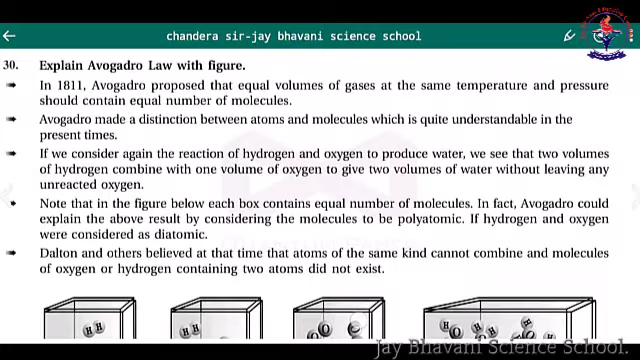 chandera sir-jay bhavani science school
30. Explain Avogadro Law with figure.
In 1811, Avogadro proposed that equal volumes of gases at the same temperature and pressure
should contain equal number of molecules.
Avogadro made a distinction between atoms and molecules which is quite understandable in the
present times.
If we consider again the reaction of hydrogen and oxygen to produce water, we see that two volumes
of hydrogen combine with one volume of oxygen to give two volumes of water without leaving any
unreacted oxygen.
Note that in the figure below each box contains equal number of molecules. In fact, Avogadro could
explain the above result by considering the molecules to be polyatomic. If hydrogen and oxygen
were considered as diatomic.
Dalton and others believed at that time that atoms of the same kind cannot combine and molecules
of oxygen or hydrogen containing two atoms did not exist.
H H H H O O H O H H H
Jay Bhavani Science School.